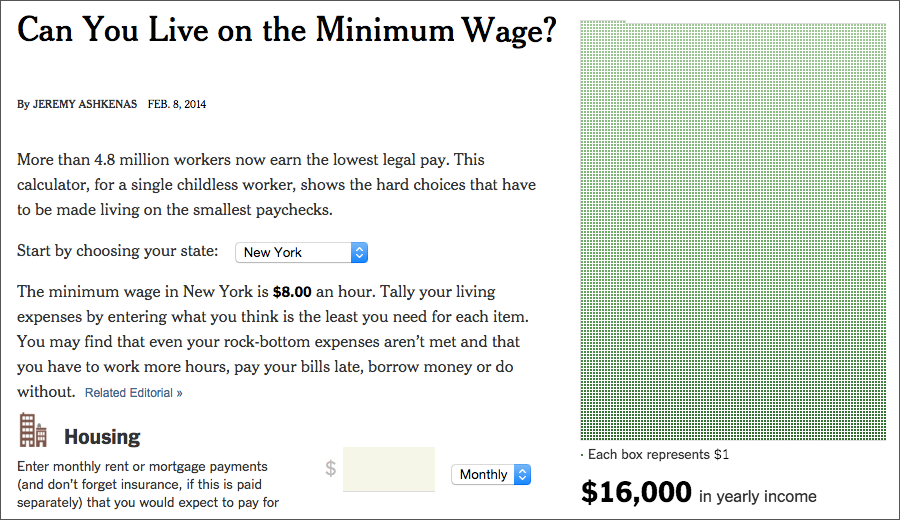 Can You Live on the Minimum Wage?
By JEREMY ASHKENAS FEB. 8, 2014
More than 4.8 million workers now earn the lowest legal pay. This
calculator, for a single childless worker, shows the hard choices that have
to be made living on the smallest paychecks.
Start by choosing your state: New York
The minimum wage in New York is $8.00 an hour. Tally your living
expenses by entering what you think is the least you need for each item.
You may find that even your rock-bottom expenses aren’t met and that
you have to work more hours, pay your bills late, borrow money or do
without. Related Editorial »
Housing
Enter monthly rent or mortgage payments
(and don’t forget insurance, if this is paid
separately) that you would expect to pay for
$ Monthly
· Each box represents $1
$16,000 in yearly income